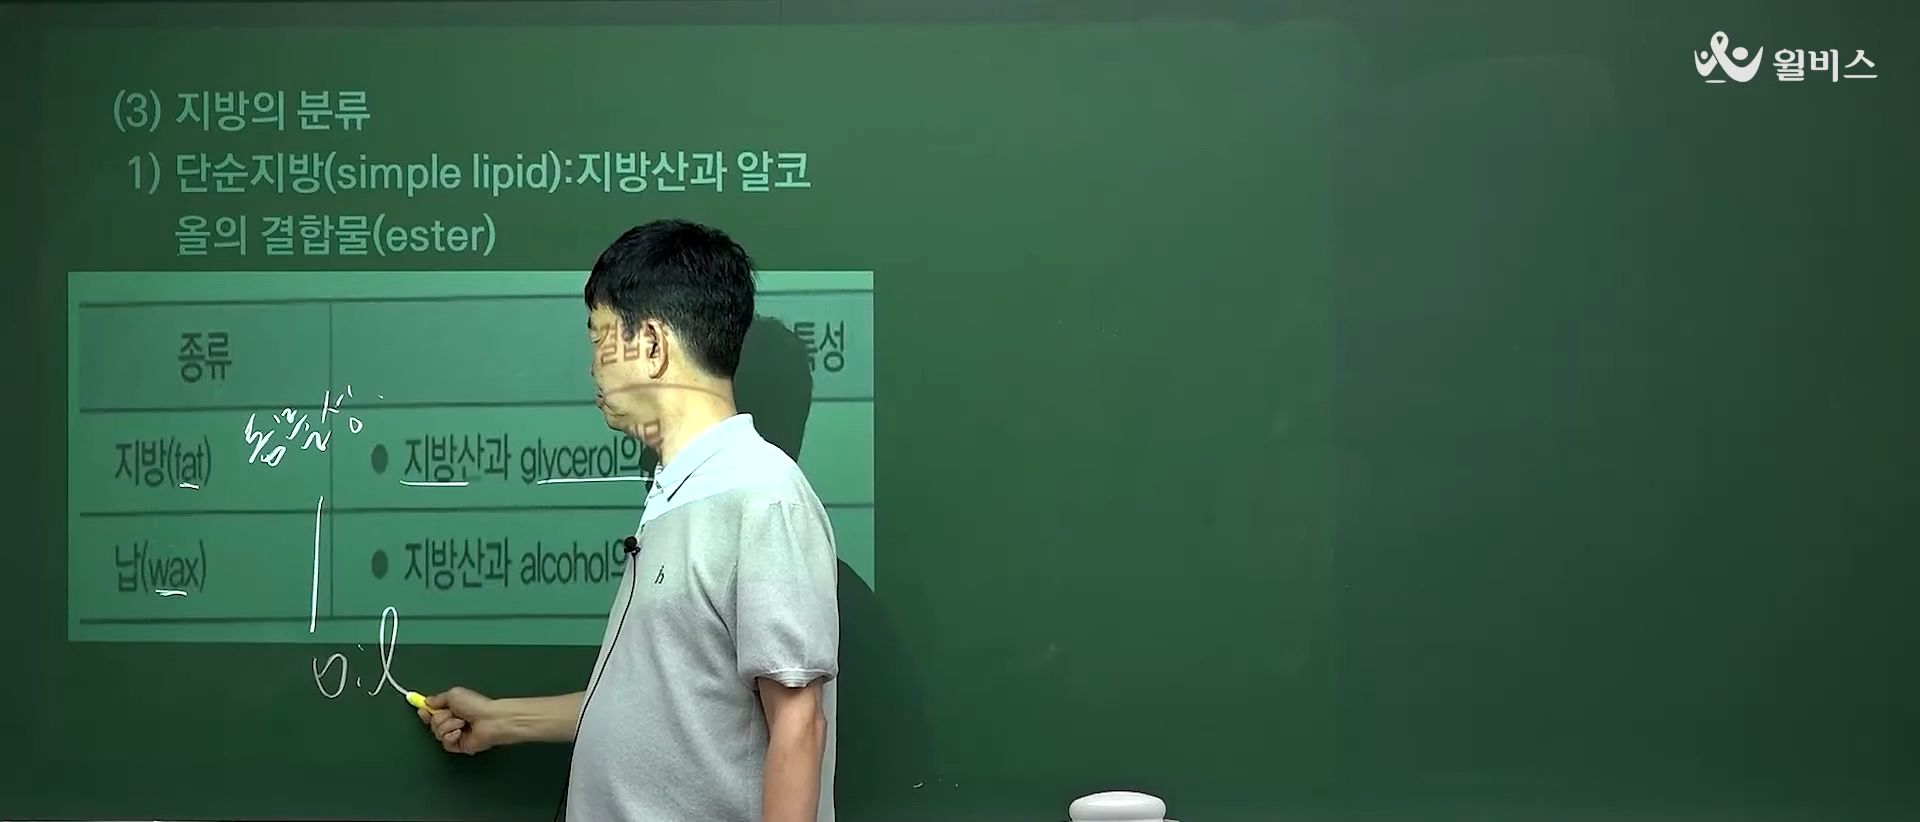 윌비스
(3) 지방의 분류
1) 단순지방(simple lipid):지방산과 알코
올의 결합물(ester)
종류 특성
지방(fat) ● 지방산과 glycerol의
납(wax) ● 지방산과 alcohol의
oil